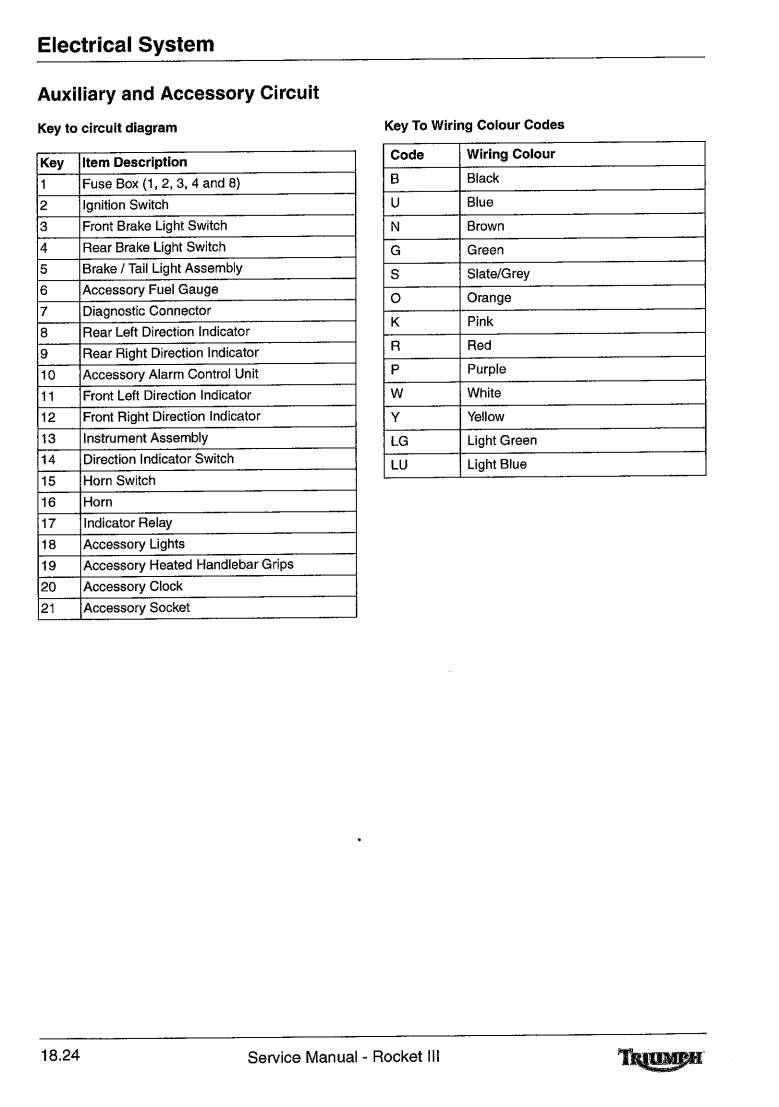 Electrical System
Auxiliary and Accessory Circuit
Key to circuit diagram
Key Item Description
1 Fuse Box (1, 2, 3, 4 and 8)
2 Ignition Switch
3 Front Brake Light Switch
4 Rear Brake Light Switch
5 Brake / Tail Light Assembly
6 Accessory Fuel Gauge
7 Diagnostic Connector
8 Rear Left Direction Indicator
9 Rear Right Direction Indicator
10 Accessory Alarm Control Unit
11 Front Left Direction Indicator
12 Front Right Direction Indicator
13 Instrument Assembly
14 Direction Indicator Switch
15 Horn Switch
16 Horn
17 Indicator Relay
18 Accessory Lights
19 Accessory Heated Handlebar Grips
20 Accessory Clock
21 Accessory Socket
Key To Wiring Colour Codes
Code Wiring Colour
B Black
U Blue
N Brown
G Green
S Slate/Grey
O Orange
K Pink
R Red
P Purple
W White
Y Yellow
LG Light Green
LU Light Blue
18.24 Service Manual - Rocket III TRIUMPH